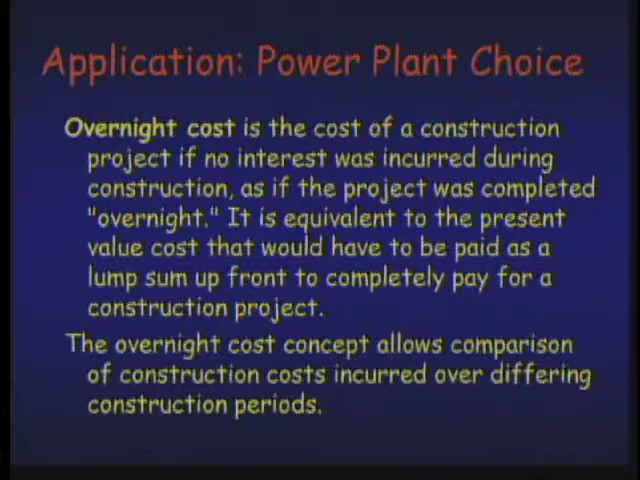 Application: Power Plant Choice
Overnight cost is the cost of a construction
project if no interest was incurred during
construction, as if the project was completed
"overnight." It is equivalent to the present
value cost that would have to be paid as a
lump sum up front to completely pay for a
construction project.
The overnight cost concept allows comparison
of construction costs incurred over differing
construction periods.